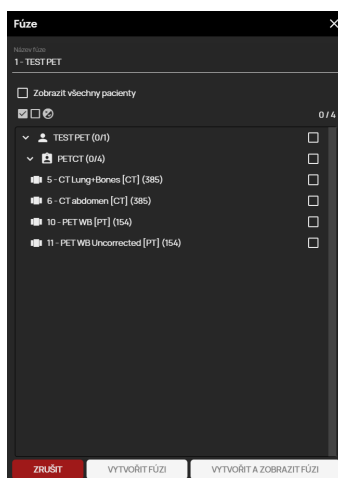 Fúze
Název fúze
1 - TEST PET
Zobrazit všechny pacienty
0 / 4
TEST PET (0/1)
PETCT (0/4)
5 - CT Lung+Bones [CT] (385)
6 - CT abdomen [CT] (385)
10 - PET WB [PT] (154)
11 - PET WB Uncorrected [PT] (154)
ZRUŠIT
VYTVOŘIT FÚZI
VYTVOŘIT A ZOBRAZIT FÚZI